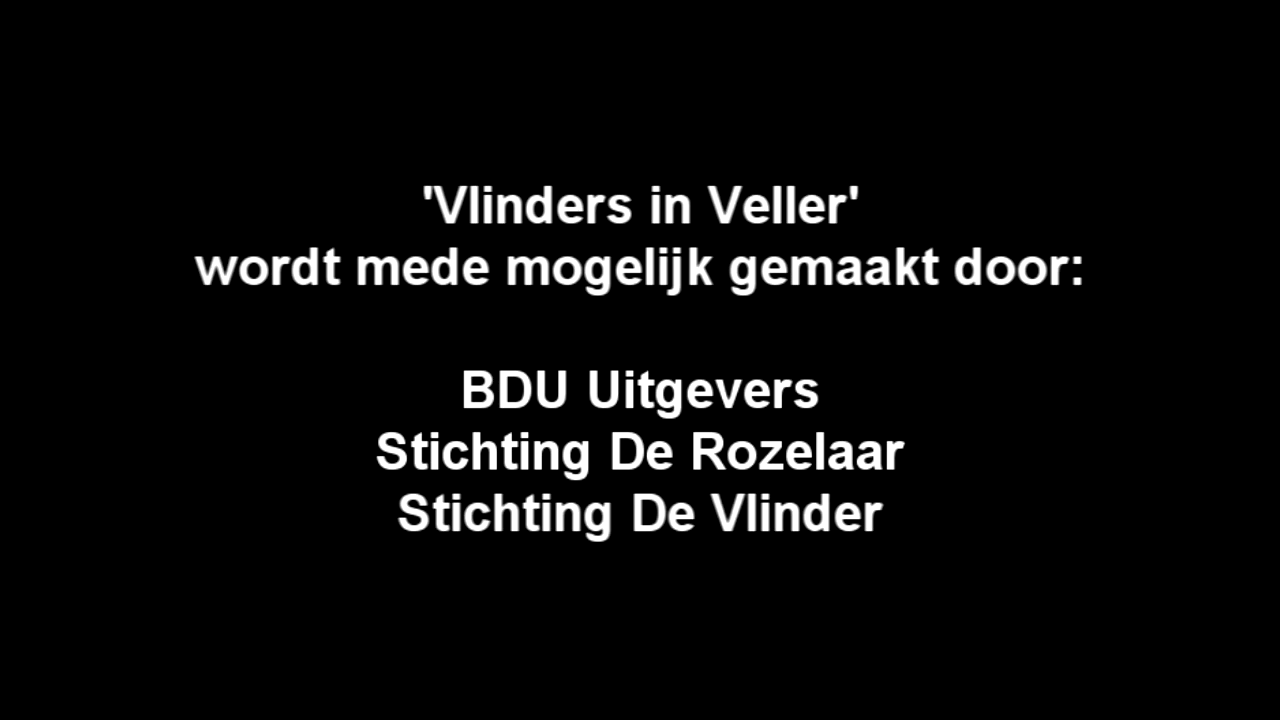 'Vlinders in Veller'
wordt mede mogelijk gemaakt door:
BDU Uitgevers
Stichting De Rozelaar
Stichting De Vlinder